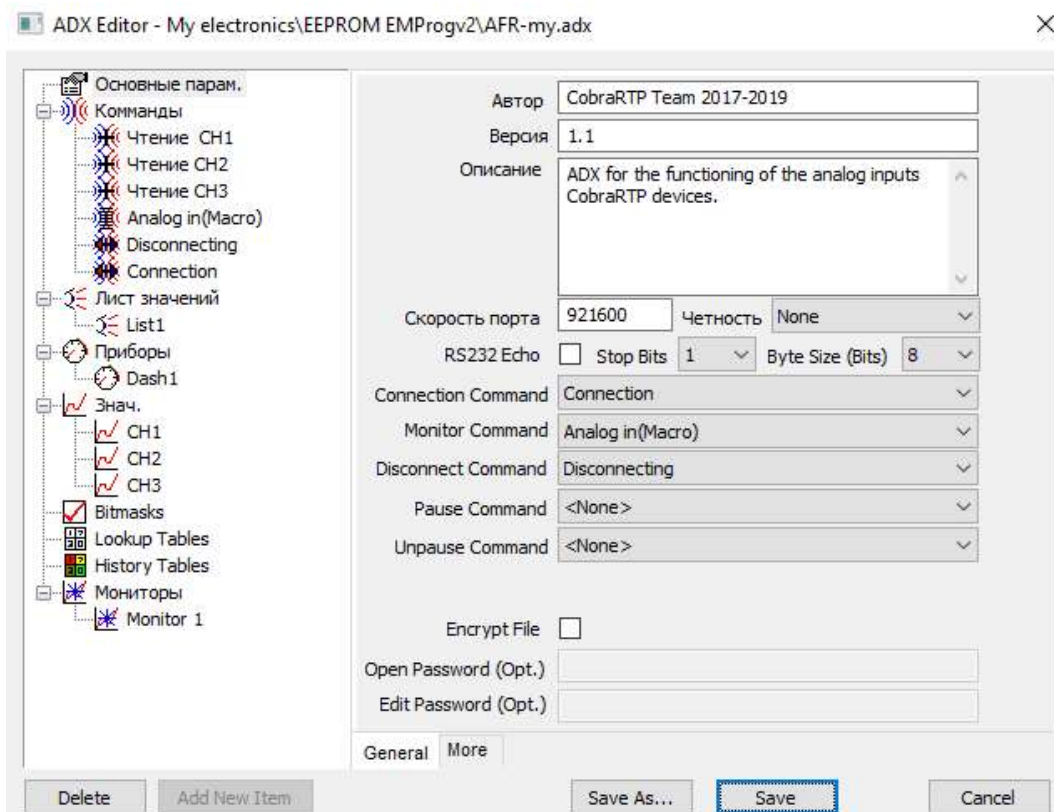 ADX Editor - My electronics\EEPROM EMProgv2\AFR-my.adx
Основные парам.
Комманды
Чтение CH1
Чтение CH2
Чтение CH3
Analog in(Macro)
Disconnecting
Connection
Лист значений
List1
Приборы
Dash1
Знач.
CH1
CH2
CH3
Bitmasks
Lookup Tables
History Tables
Мониторы
Monitor 1
Автор CobraRTP Team 2017-2019
Версия 1.1
Описание ADX for the functioning of the analog inputs
CobraRTP devices.
Скорость порта 921600 Четность None
RS232 Echo Stop Bits 1 Byte Size (Bits) 8
Connection Command Connection
Monitor Command Analog in(Macro)
Disconnect Command Disconnecting
Pause Command <None>
Unpause Command <None>
Encrypt File
Open Password (Opt.)
Edit Password (Opt.)
General More
Delete Add New Item Save As... Save Cancel